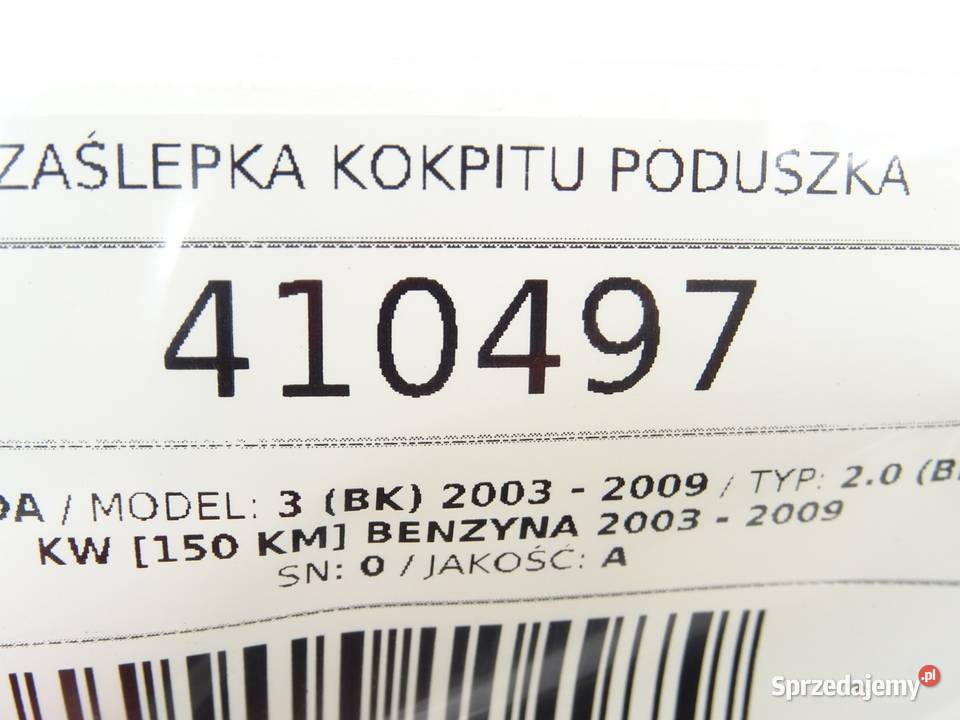 ZAŚLEPKA KOKPITU PODUSZKA
410497
DA / MODEL: 3 (BK) 2003 - 2009 / TYP: 2.0 (B
KW [150 KM] BENZYNA 2003 - 2009
SN: 0 / JAKOŚĆ: A
Sprzedajemy.pl